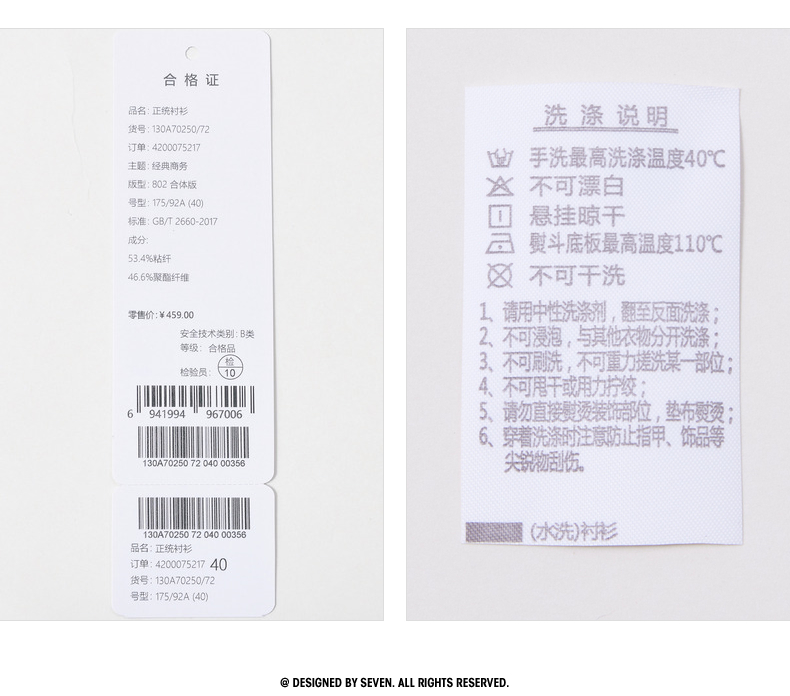 合格证
品名: 正统衬衫
货号: 130A70250/72
订单: 4200075217
主题: 经典商务
版型: 802 合体版
号型: 175/92A (40)
标准: GB/T 2660-2017
成分:
53.4%粘纤
46.6%聚酯纤维
零售价: ¥ 459.00
安全技术类别: B类
等级: 合格品
检验员: 检 10
6 941994 967006
130A70250 72 040 00356
130A70250 72 040 00356
品名: 正统衬衫
订单: 4200075217 40
货号: 130A70250/72
号型: 175/92A (40)
洗涤说明
手洗最高洗涤温度40℃
不可漂白
悬挂晾干
熨斗底板最高温度110℃
不可干洗
1、请用中性洗涤剂，翻至反面洗涤；
2、不可浸泡，与其他衣物分开洗涤；
3、不可刷洗，不可重力搓洗某一部位；
4、不可甩干或用力拧绞；
5、请勿直接熨烫装饰部位，垫布熨烫；
6、穿着洗涤时注意防止指甲、饰品等
尖锐物刮伤。
(水洗)衬衫
@ DESIGNED BY SEVEN. ALL RIGHTS RESERVED.